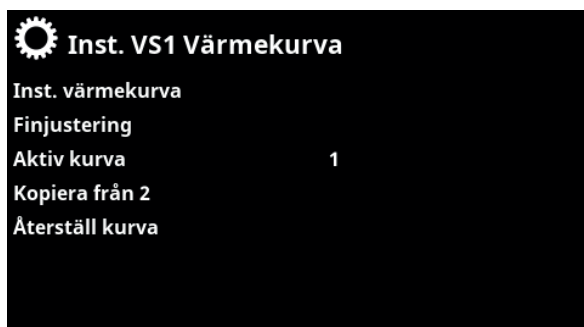 Inst. VS1 Värmekurva
Inst. värmekurva
Finjustering
Aktiv kurva 1
Kopiera från 2
Återställ kurva